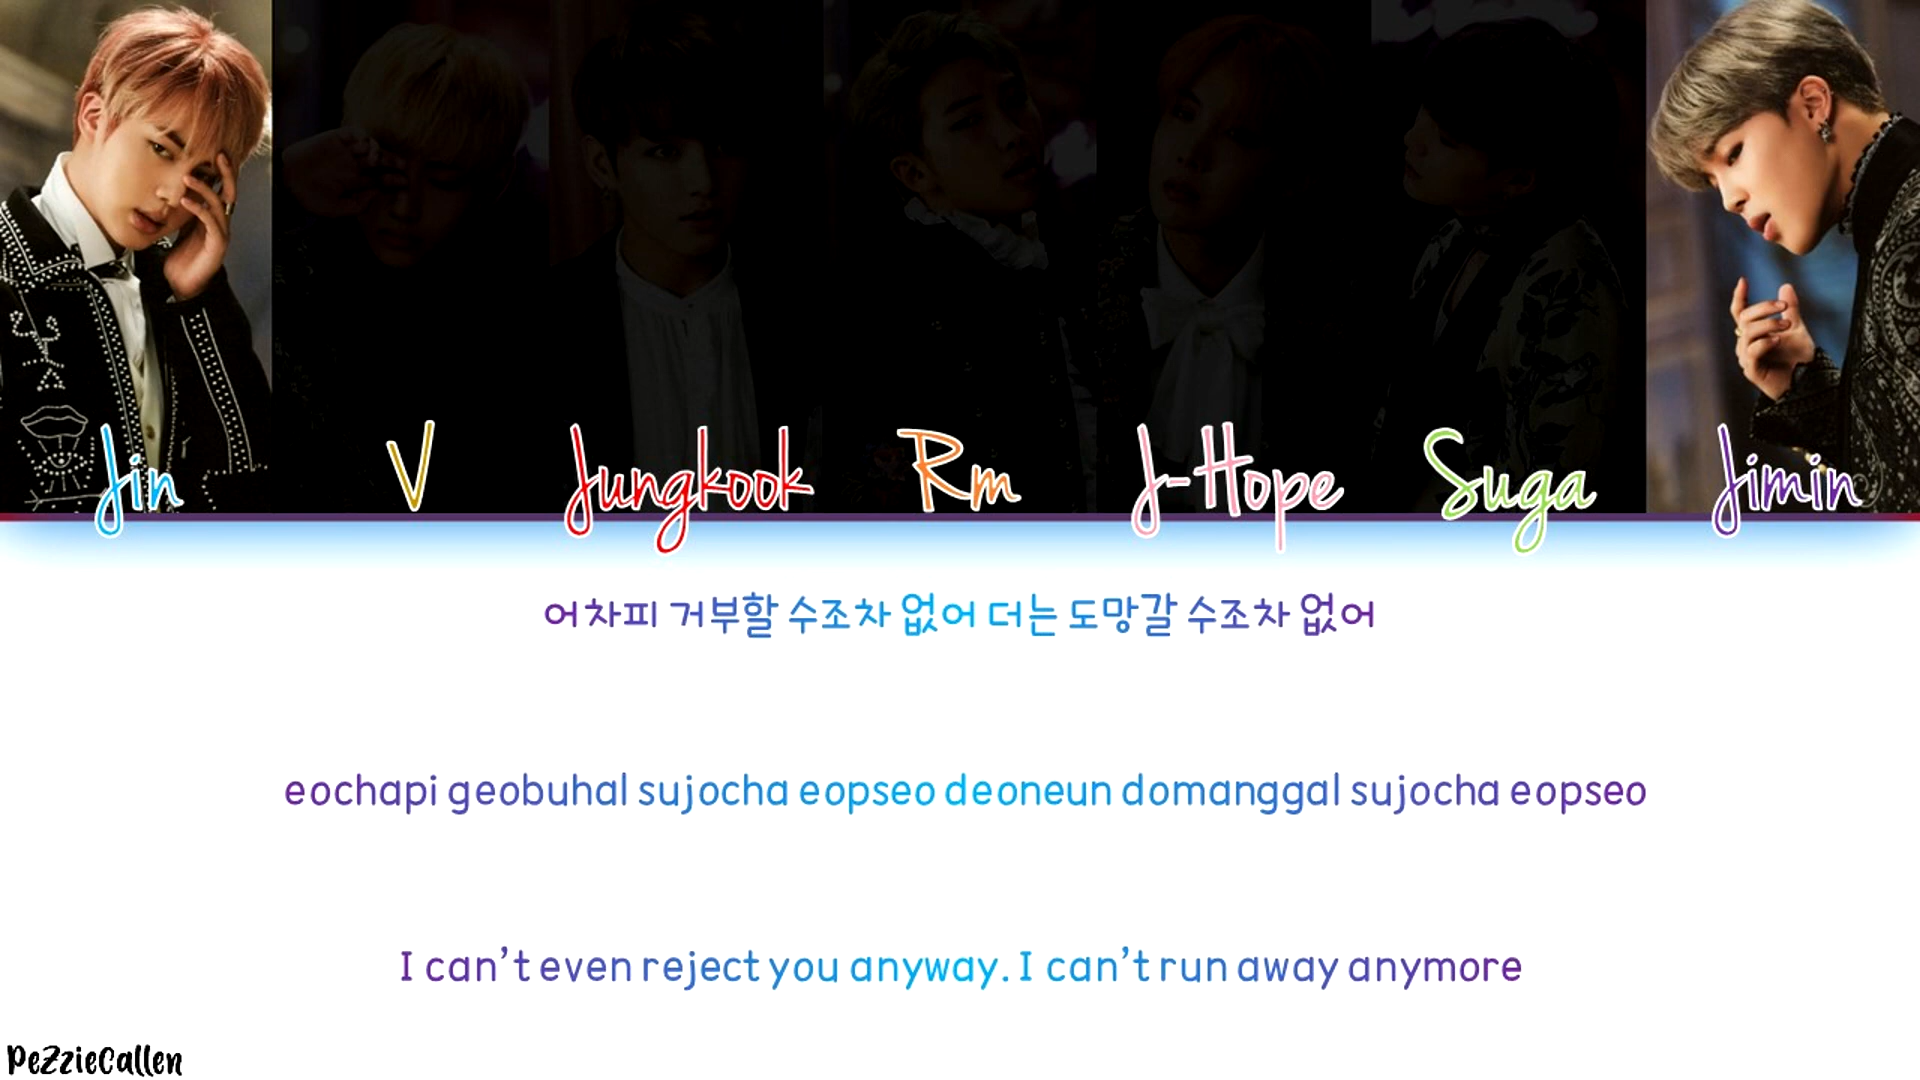 Jin V Jungkook Rm J-Hope Suga Jimin
어차피 거부할 수조차 없어 더는 도망갈 수조차 없어
eochapi geobuhal sujocha eopseo deoneun domanggal sujocha eopseo
I can't even reject you anyway. I can't run away anymore
PeZzieCallen